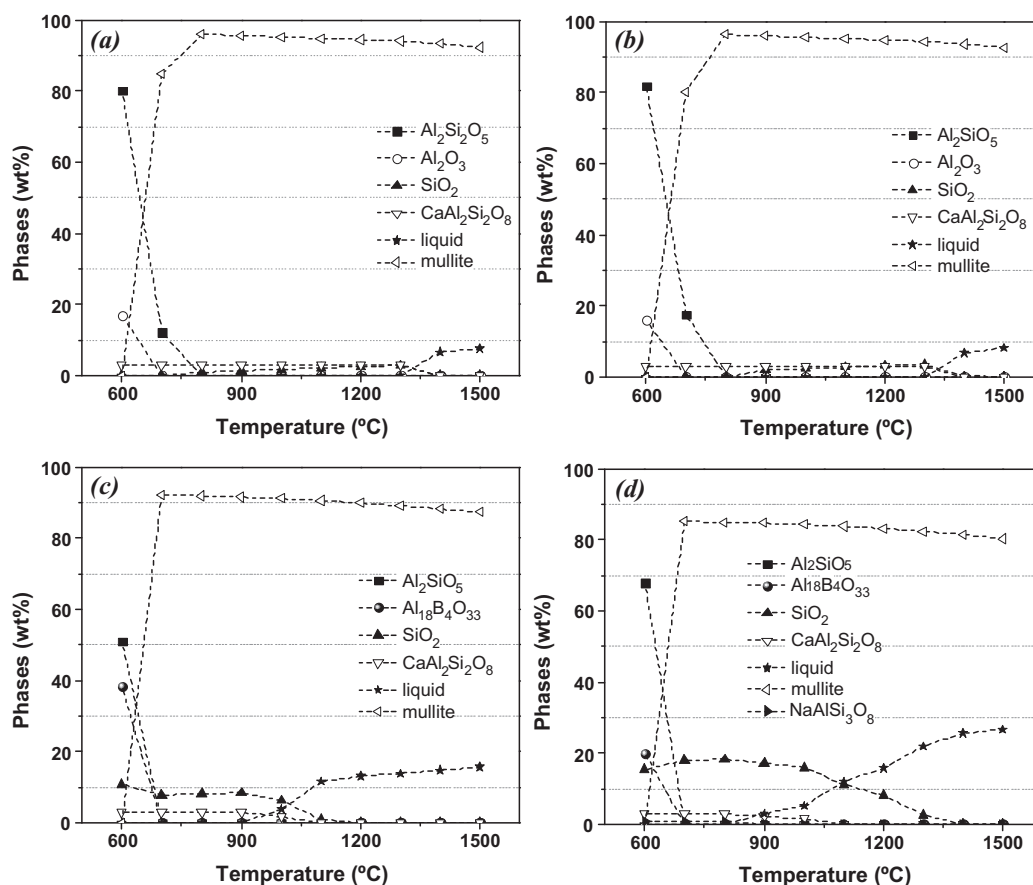 (a)
100
80
60
40
20
0
Phases (wt%)
Al₂Si₂O₅
Al₂O₃
SiO₂
CaAl₂Si₂O₈
liquid
mullite
600 900 1200 1500
Temperature (ºC)
(b)
100
80
60
40
20
0
Phases (wt%)
Al₂SiO₅
Al₂O₃
SiO₂
CaAl₂Si₂O₈
liquid
mullite
600 900 1200 1500
Temperature (ºC)
(c)
100
80
60
40
20
0
Phases (wt%)
Al₂SiO₅
Al₁₈B₄O₃₃
SiO₂
CaAl₂Si₂O₈
liquid
mullite
600 900 1200 1500
Temperature (ºC)
(d)
100
80
60
40
20
0
Phases (wt%)
Al₂SiO₅
Al₁₈B₄O₃₃
SiO₂
CaAl₂Si₂O₈
liquid
mullite
NaAlSi₃O₈
600 900 1200 1500
Temperature (ºC)